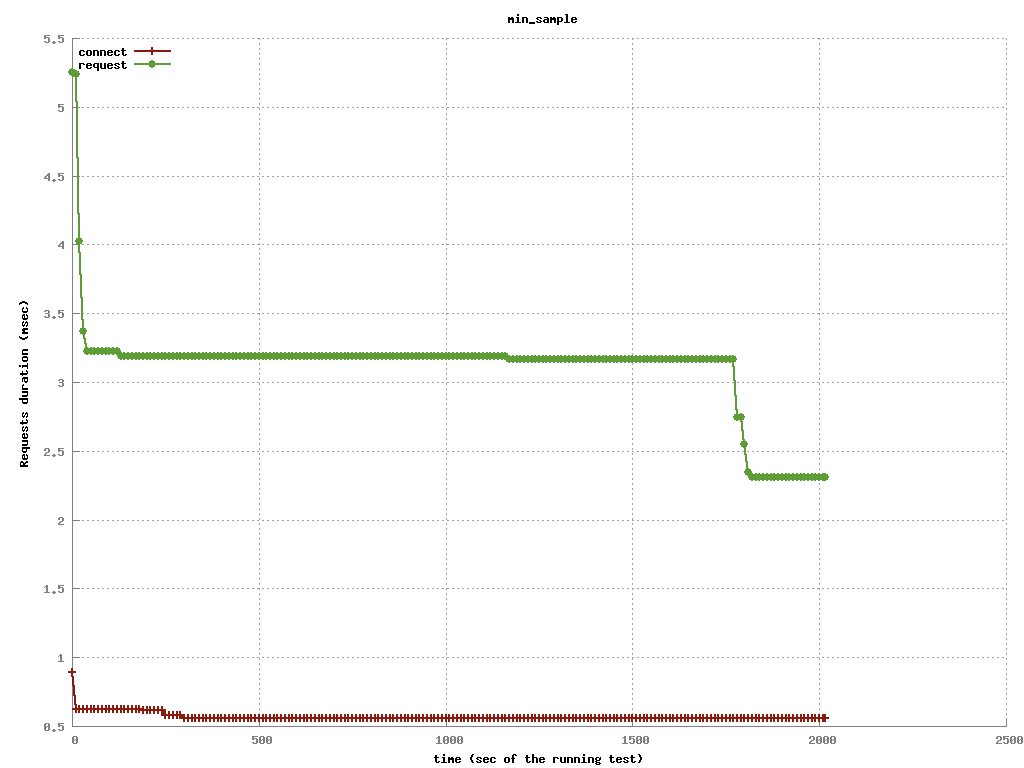 min_sample
5.5
connect
request
5
4.5
4
3.5
3
2.5
2
1.5
1
0.5
Requests duration (msec)
0 500 1000 1500 2000 2500
time (sec of the running test)